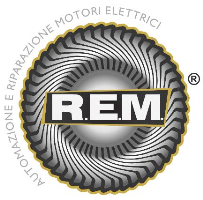 AUTOMAZIONE E RIPARAZIONE MOTORI ELETTRICI
R.E.M.
®